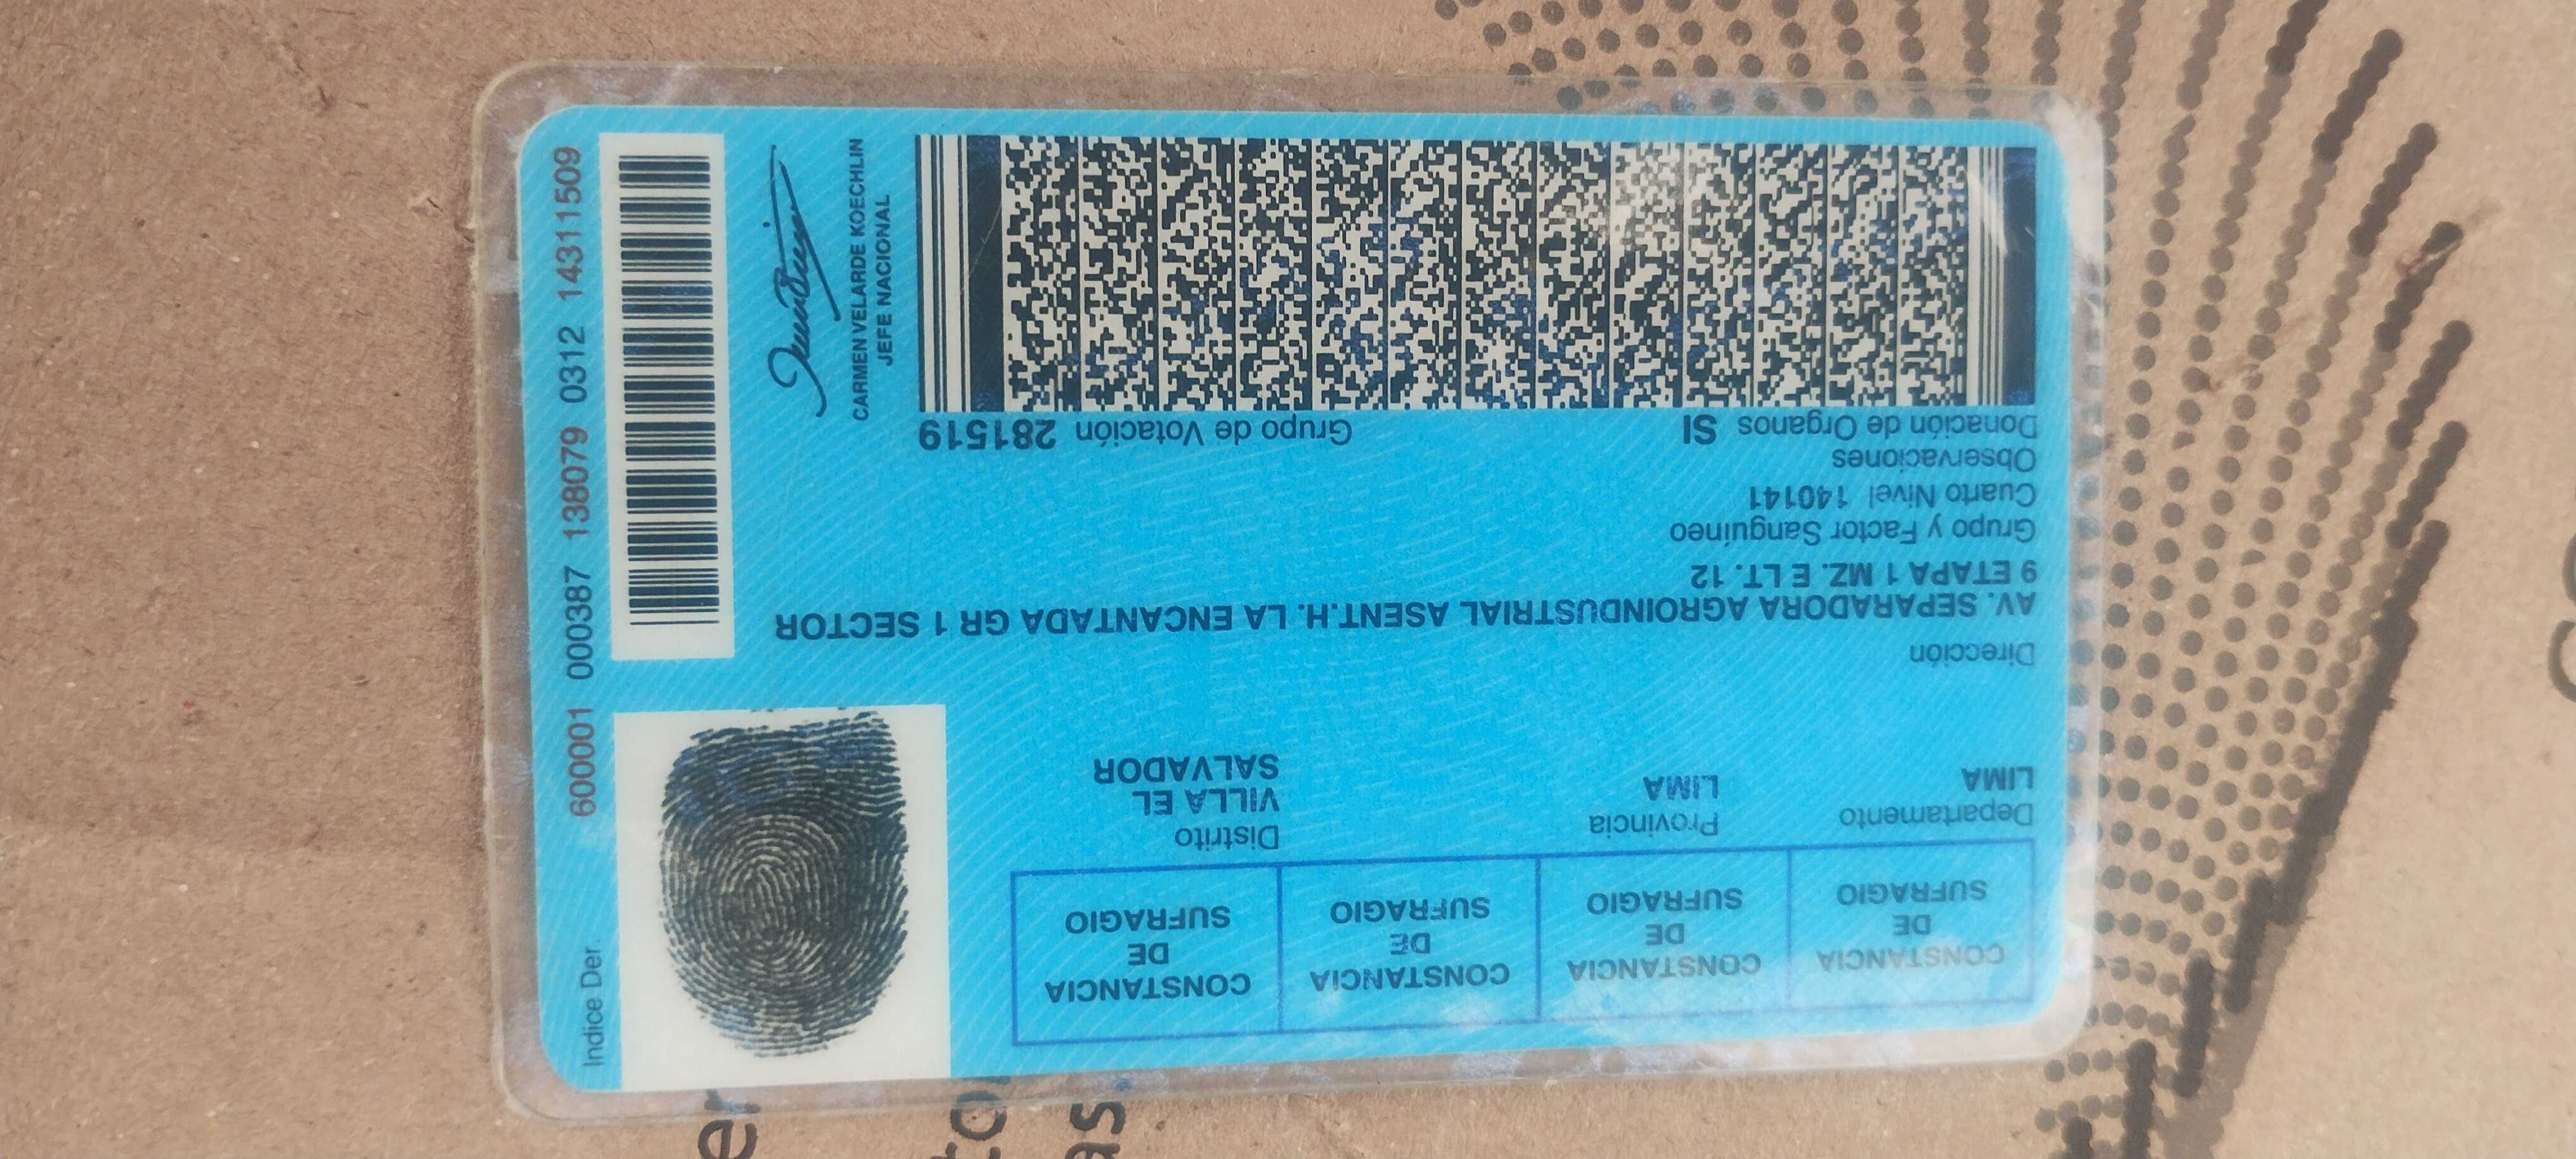 CONSTANCIA DE SUFRAGIO
CONSTANCIA DE SUFRAGIO
CONSTANCIA DE SUFRAGIO
CONSTANCIA DE SUFRAGIO
Departamento
LIMA
Provincia
LIMA
Distrito
VILLA EL
SALVADOR
Dirección
AV. SEPARADORA AGROINDUSTRIAL ASENT.H. LA ENCANTADA GR 1 SECTOR
9 ETAPA 1 MZ. E LT. 12
Grupo y Factor Sanguíneo
Cuarto Nivel 140141
Observaciones
Donación de Organos SI
Grupo de Votación 281519
Indice Der.
600001 000387 138079 0312 14311509
CARMEN VELARDE KOECHLIN
JEFE NACIONAL